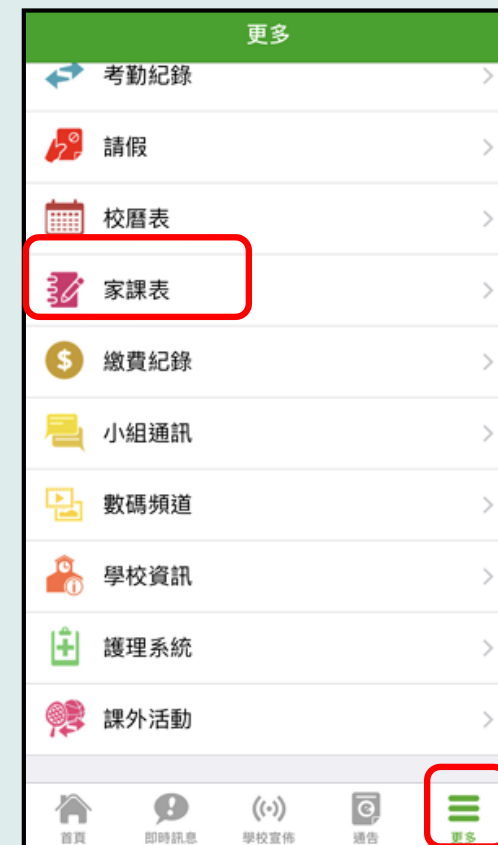 更多
考勤紀錄
請假
校曆表
家課表
繳費紀錄
小組通訊
數碼頻道
學校資訊
護理系統
課外活動
首頁 即時訊息 學校宣佈 通告 更多